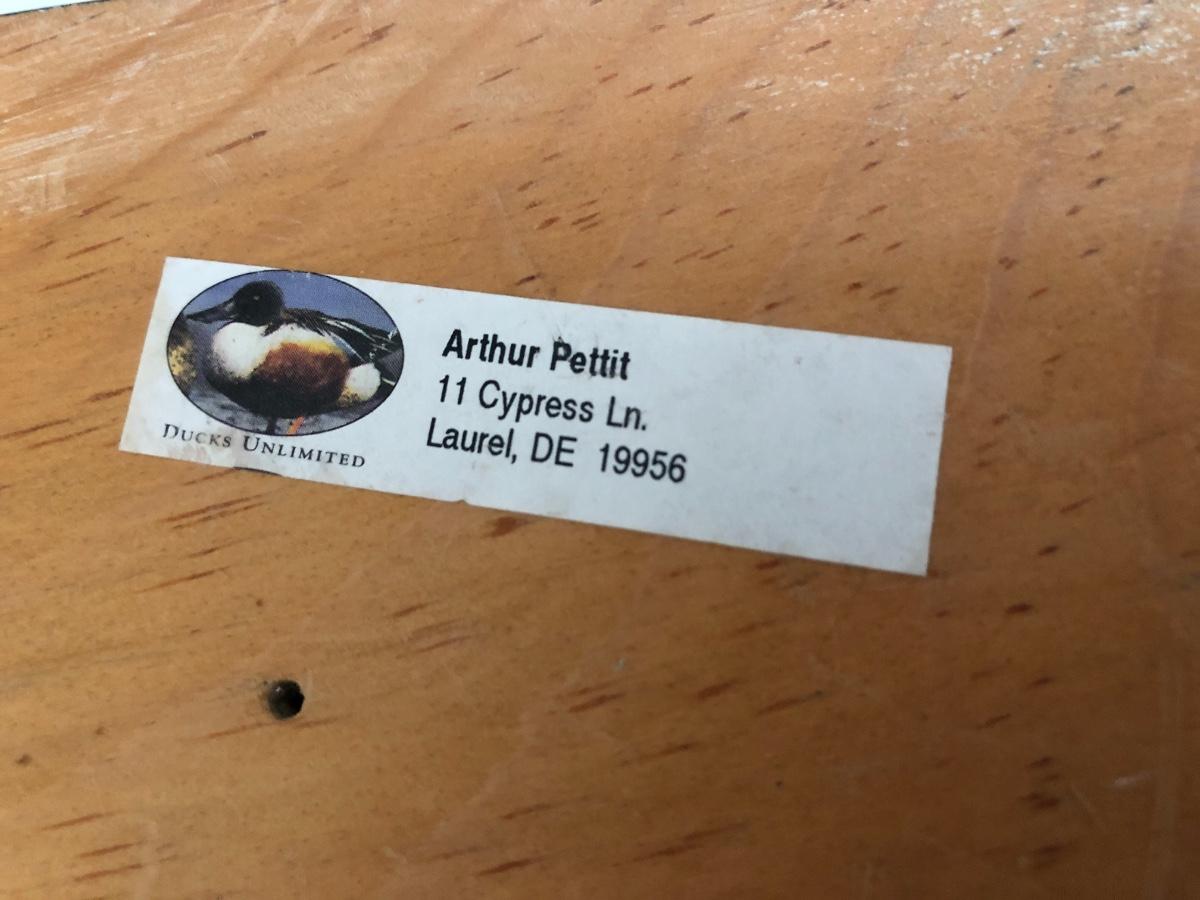 Arthur Pettit
11 Cypress Ln.
Laurel, DE 19956
DUCKS UNLIMITED